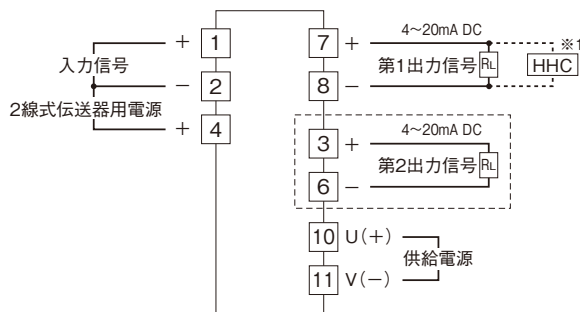 4~20mA DC
※1
+ 1
7 +
入力信号
第1出力信号 RL
HHC
− 2
8 −
2線式伝送器用電源
+ 4
4~20mA DC
3 +
第2出力信号 RL
6 −
10 U(+)
供給電源
11 V(−)